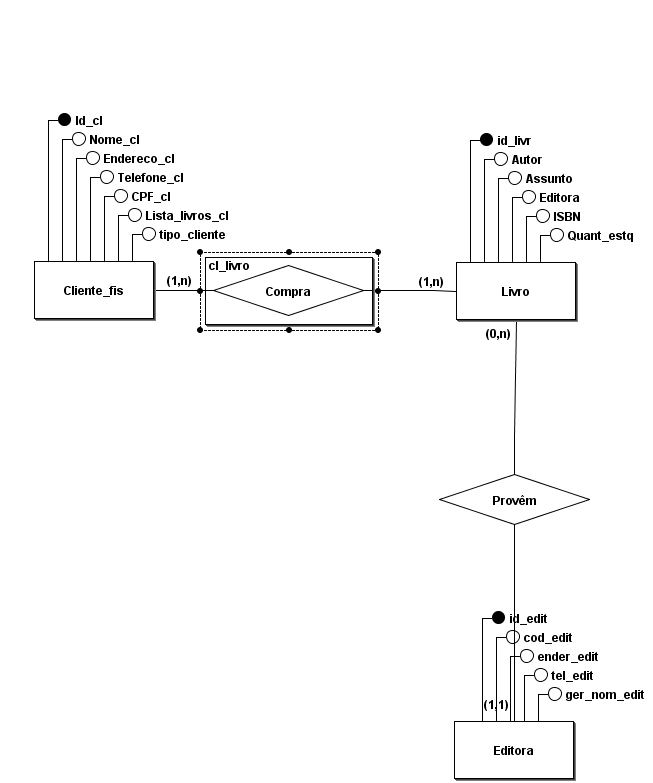 Id_cl
Nome_cl
Endereco_cl
Telefone_cl
CPF_cl
Lista_livros_cl
tipo_cliente
Cliente_fis
(1,n)
cl_livro
Compra
(1,n)
id_livr
Autor
Assunto
Editora
ISBN
Quant_estq
Livro
(0,n)
Provêm
id_edit
cod_edit
ender_edit
tel_edit
ger_nom_edit
(1,1)
Editora